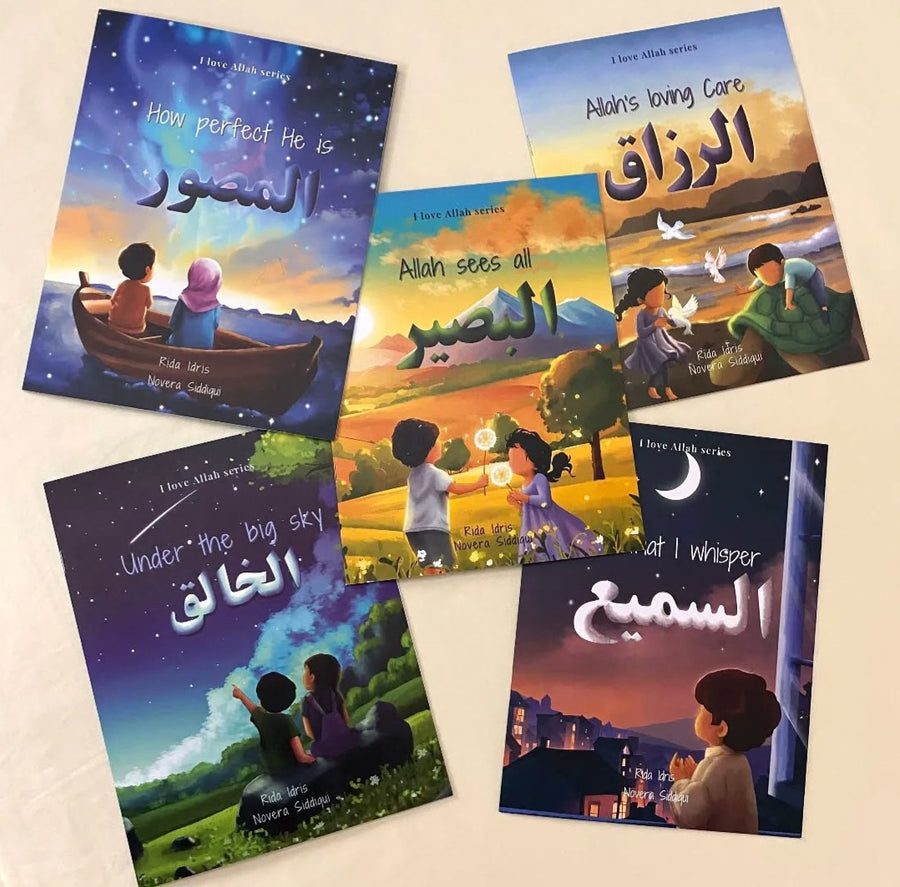 I love Allah series
How perfect He is
المصور
Rida Idris
Novera Siddiqui
I love Allah series
Allah's loving Care
الرزاق
Rida Idris
Novera Siddiqui
I love Allah series
Allah sees all
البصير
Rida Idris
Novera Siddiqui
I love Allah series
Under the big sky
الخالق
Rida Idris
Novera Siddiqui
I love Allah series
I whisper
السميع
Rida Idris
Novera Siddiqui